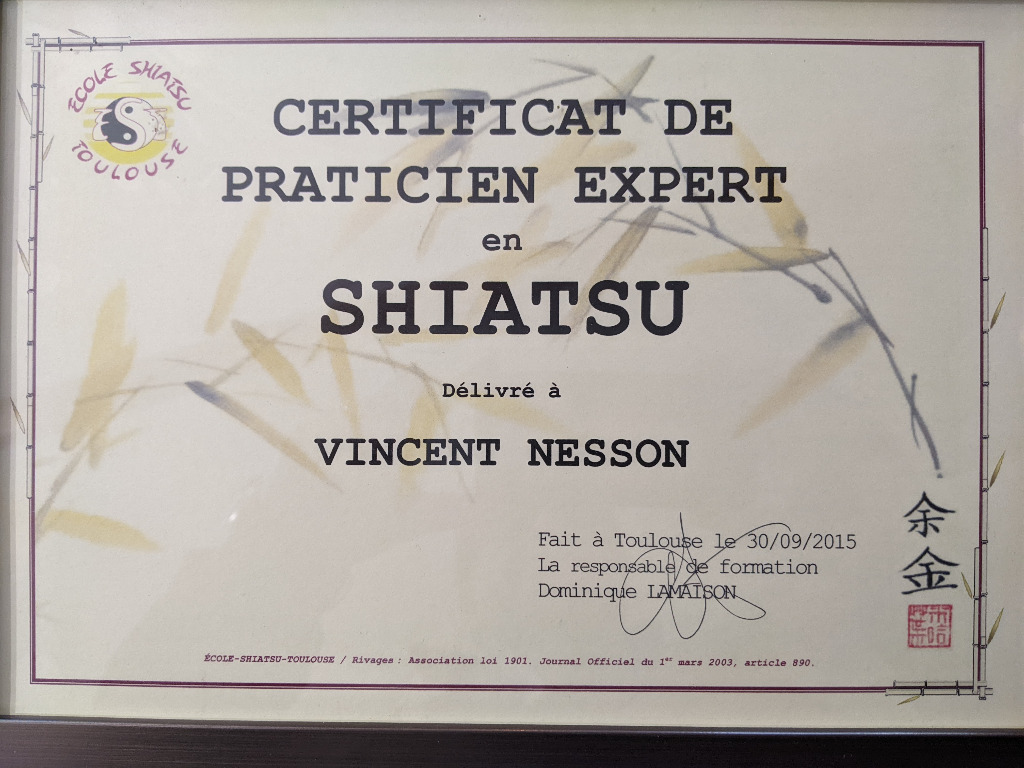 ÉCOLE SHIATSU
TOULOUSE
CERTIFICAT DE
PRATICIEN EXPERT
en
SHIATSU
Délivré à
VINCENT NESSON
Fait à Toulouse le 30/09/2015
La responsable de formation
Dominique LAMAISON
余
金
ÉCOLE-SHIATSU-TOULOUSE / Rivages : Association loi 1901. Journal Officiel du 1er mars 2003, article 890.